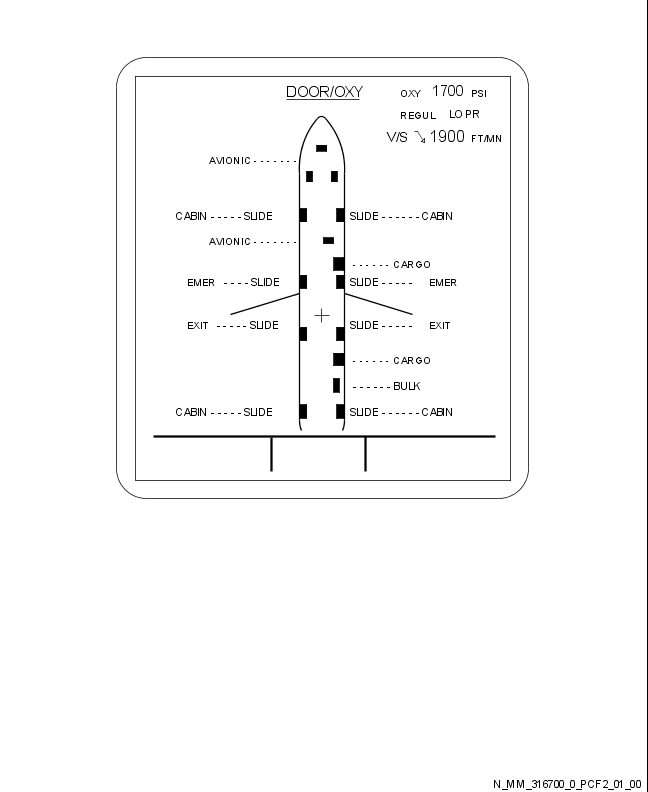 DOOR/OXY OXY 1700 PSI
REGUL LO PR
V/S 1900 FT/MN
AVIONIC
CABIN SLIDE SLIDE CABIN
AVIONIC
CARGO
EMER SLIDE SLIDE EMER
EXIT SLIDE SLIDE EXIT
CARGO
BULK
CABIN SLIDE SLIDE CABIN
N_MM_316700_0_PCF2_01_00